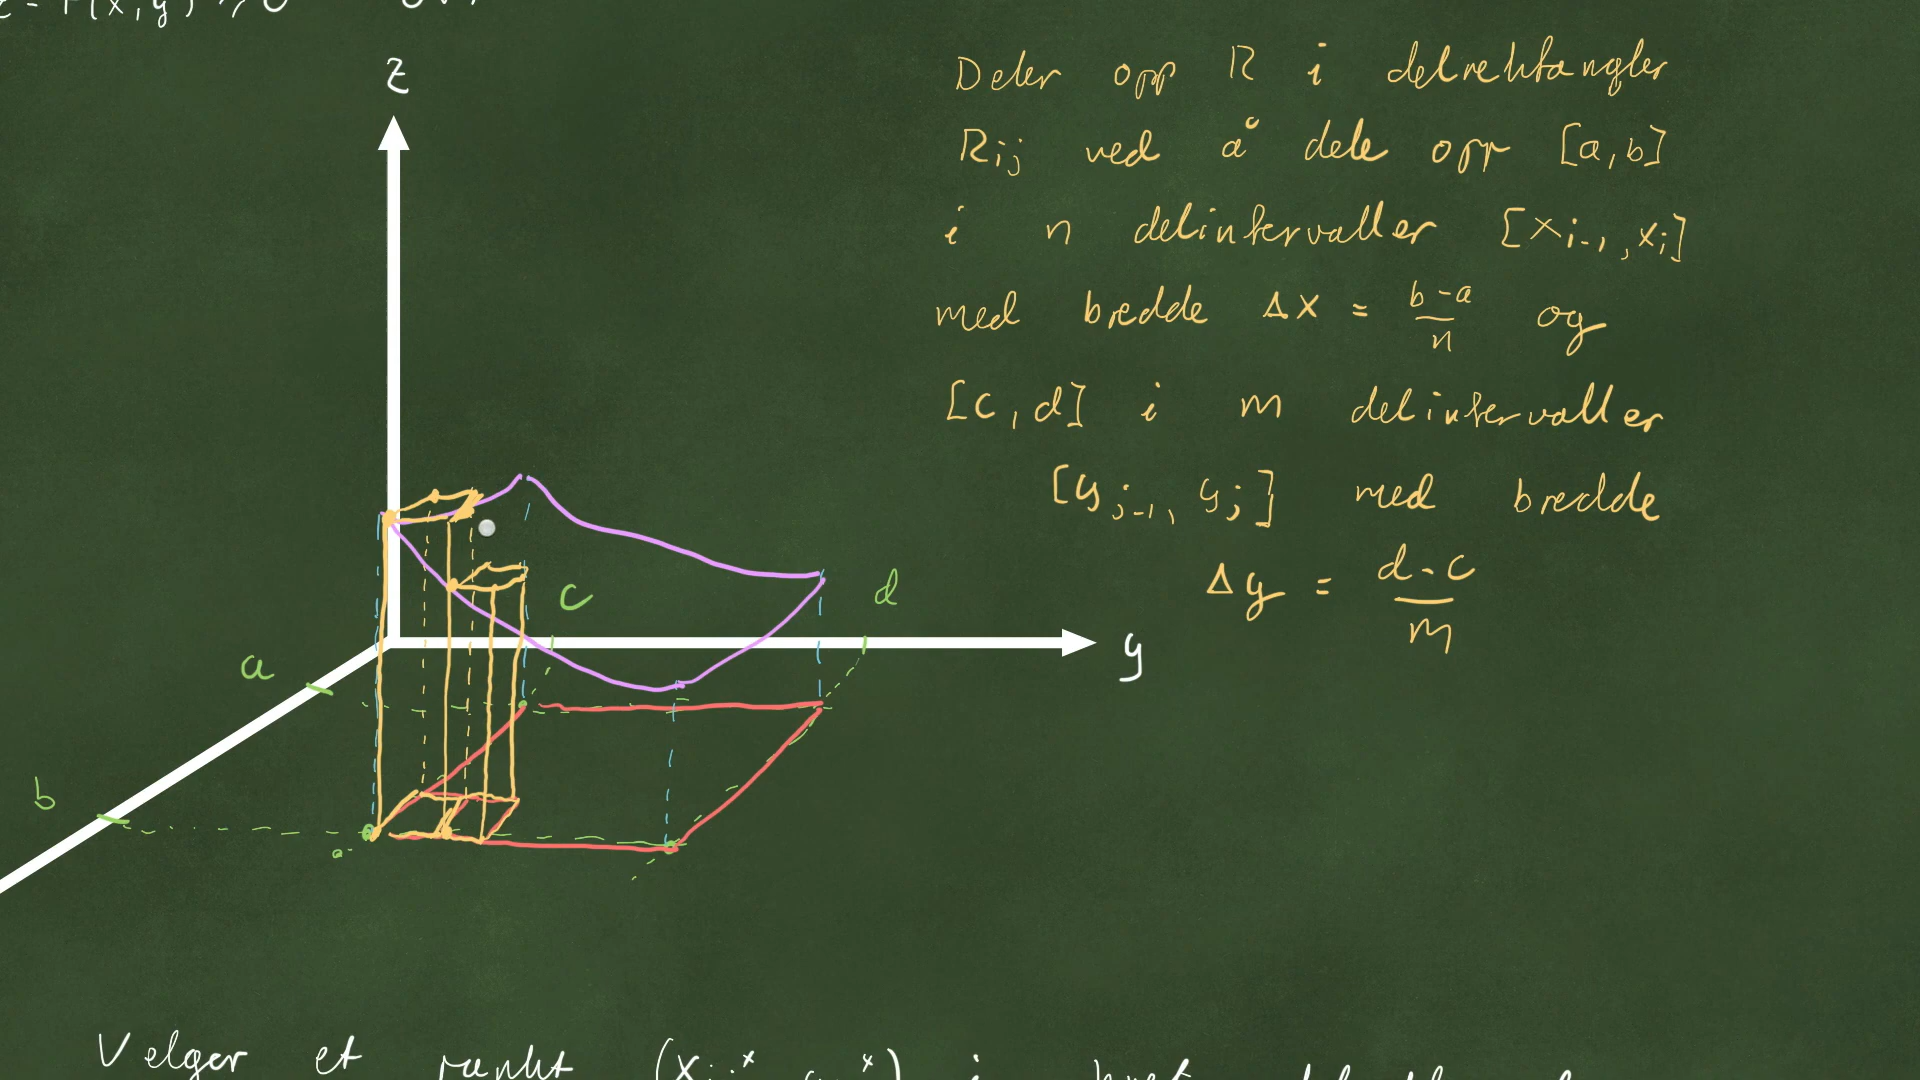 z
Deler opp R i delrektangler
Rij ved å dele opp [a,b]
i n delintervaller [xi-1, xi]
med bredde Δx = b-a/n og
[c, d] i m delintervaller
[yj-1, yj] med bredde
Δy = d-c/m
c d
a
y
b
Velger et punkt